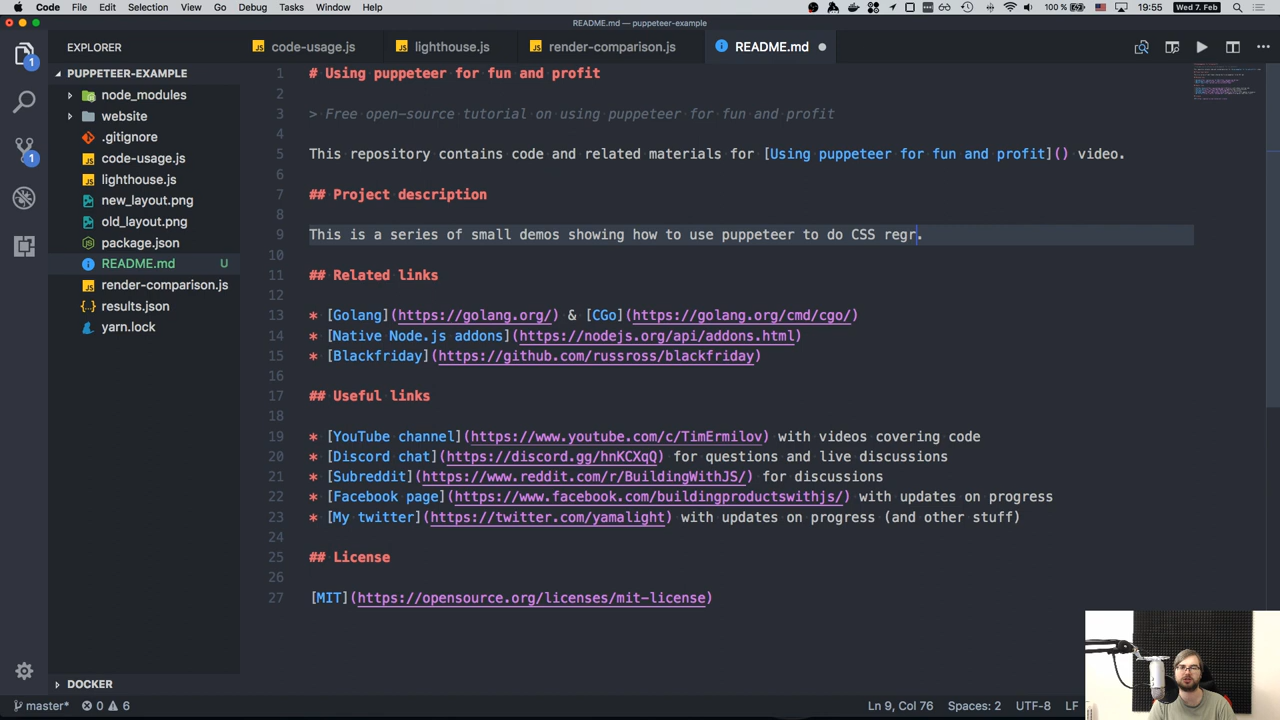 Code File Edit Selection View Go Debug Tasks Window Help 100 % 19:55 Wed 7. Feb
README.md — puppeteer-example
EXPLORER
code-usage.js lighthouse.js render-comparison.js README.md
PUPPETEER-EXAMPLE
node_modules
website
.gitignore
code-usage.js
lighthouse.js
new_layout.png
old_layout.png
package.json
README.md U
render-comparison.js
results.json
yarn.lock
1 # Using puppeteer for fun and profit
2
3 > Free open-source tutorial on using puppeteer for fun and profit
4
5 This repository contains code and related materials for [Using puppeteer for fun and profit]() video.
6
7 ## Project description
8
9 This is a series of small demos showing how to use puppeteer to do CSS regr.
10
11 ## Related links
12
13 * [Golang](https://golang.org/) & [CGo](https://golang.org/cmd/cgo/)
14 * [Native Node.js addons](https://nodejs.org/api/addons.html)
15 * [Blackfriday](https://github.com/russross/blackfriday)
16
17 ## Useful links
18
19 * [YouTube channel](https://www.youtube.com/c/TimErmilov) with videos covering code
20 * [Discord chat](https://discord.gg/hnKCXqQ) for questions and live discussions
21 * [Subreddit](https://www.reddit.com/r/BuildingWithJS/) for discussions
22 * [Facebook page](https://www.facebook.com/buildingproductswithjs/) with updates on progress
23 * [My twitter](https://twitter.com/yamalight) with updates on progress (and other stuff)
24
25 ## License
26
27 [MIT](https://opensource.org/licenses/mit-license)
DOCKER
master* 0 6 Ln 9, Col 76 Spaces: 2 UTF-8 LF